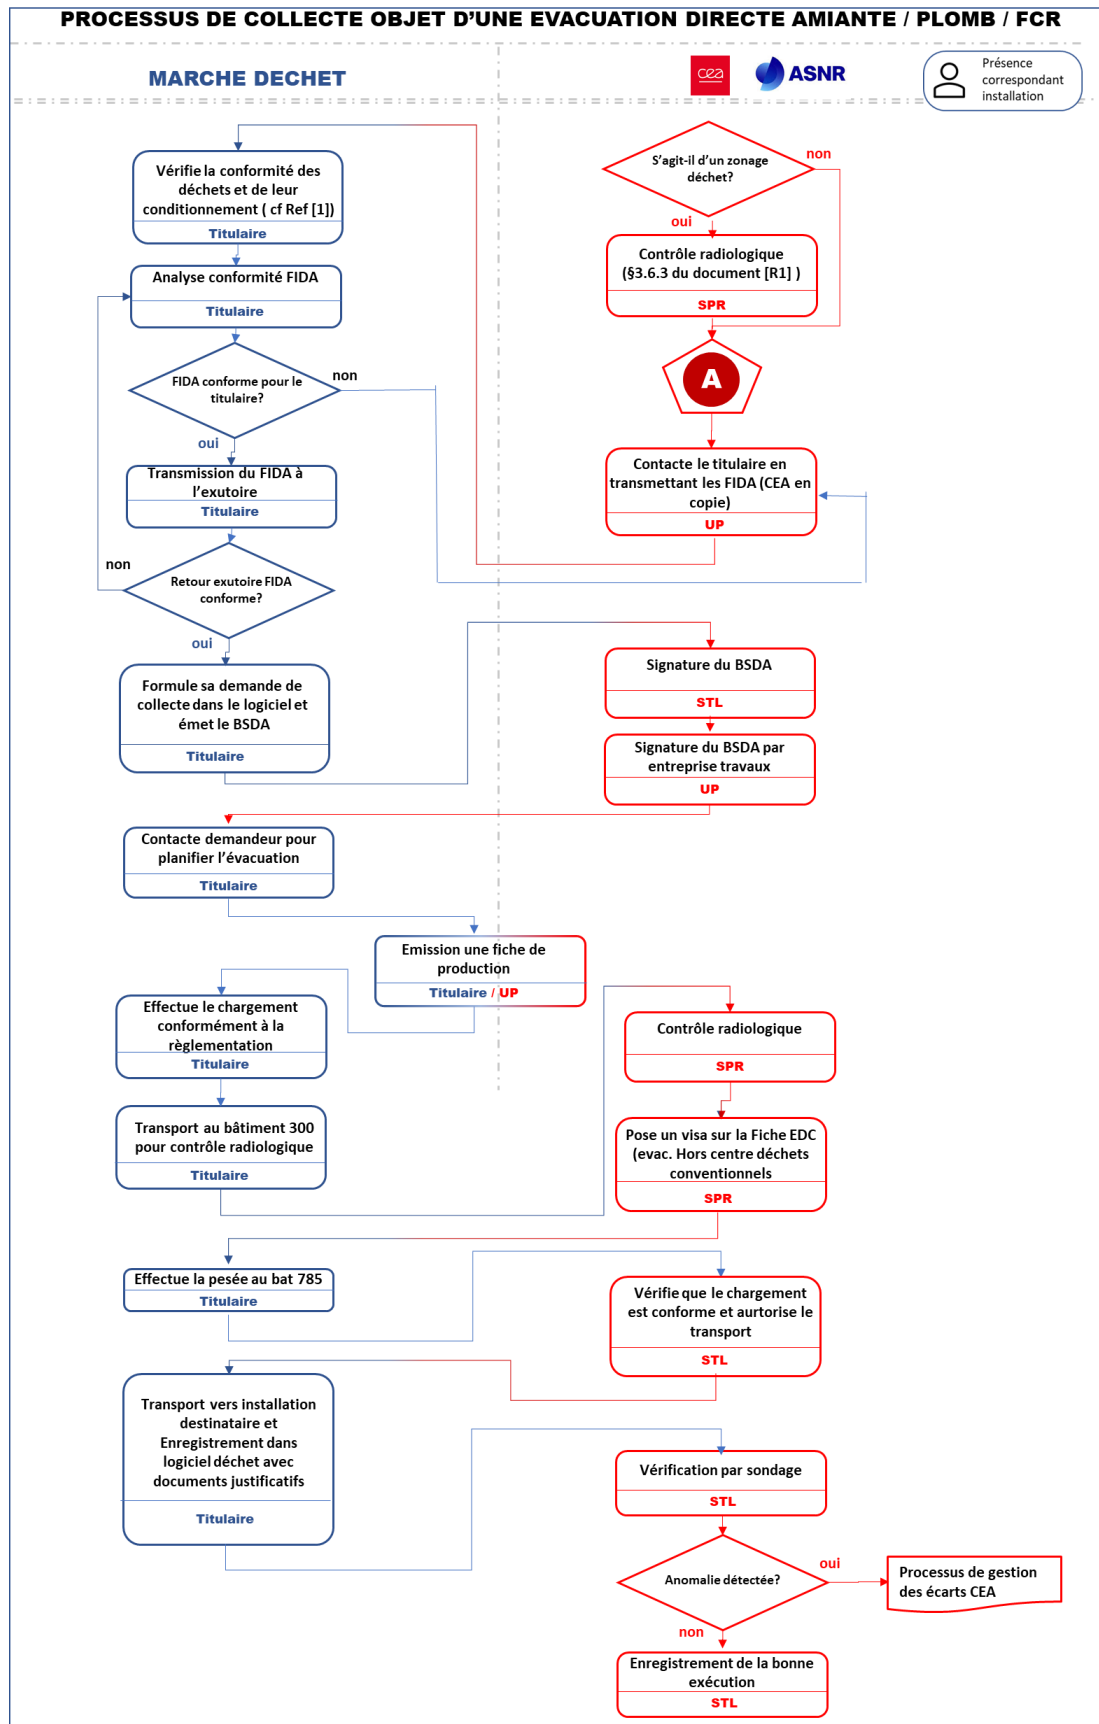 PROCESSUS DE COLLECTE OBJET D'UNE EVACUATION DIRECTE AMIANTE / PLOMB / FCR
MARCHE DECHET
cea
ASNR
Présence
correspondant
installation
S'agit-il d'un zonage
déchet?
non
oui
Contrôle radiologique
(§3.6.3 du document [R1] )
SPR
A
Contacte le titulaire en
transmettant les FIDA (CEA en
copie)
UP
Vérifie la conformité des
déchets et de leur
conditionnement ( cf Ref [1])
Titulaire
Analyse conformité FIDA
Titulaire
FIDA conforme pour le
titulaire?
non
oui
Transmission du FIDA à
l'exutoire
Titulaire
non
Retour exutoire FIDA
conforme?
oui
Formule sa demande de
collecte dans le logiciel et
émet le BSDA
Titulaire
Signature du BSDA
STL
Signature du BSDA par
entreprise travaux
UP
Contacte demandeur pour
planifier l'évacuation
Titulaire
Emission une fiche de
production
Titulaire / UP
Effectue le chargement
conformément à la
règlementation
Titulaire
Transport au bâtiment 300
pour contrôle radiologique
Titulaire
Contrôle radiologique
SPR
Pose un visa sur la Fiche EDC
(evac. Hors centre déchets
conventionnels
SPR
Effectue la pesée au bat 785
Titulaire
Vérifie que le chargement
est conforme et aurtorise le
transport
STL
Transport vers installation
destinataire et
Enregistrement dans
logiciel déchet avec
documents justificatifs
Titulaire
Vérification par sondage
STL
Anomalie détectée?
oui
Processus de gestion
des écarts CEA
non
Enregistrement de la bonne
exécution
STL